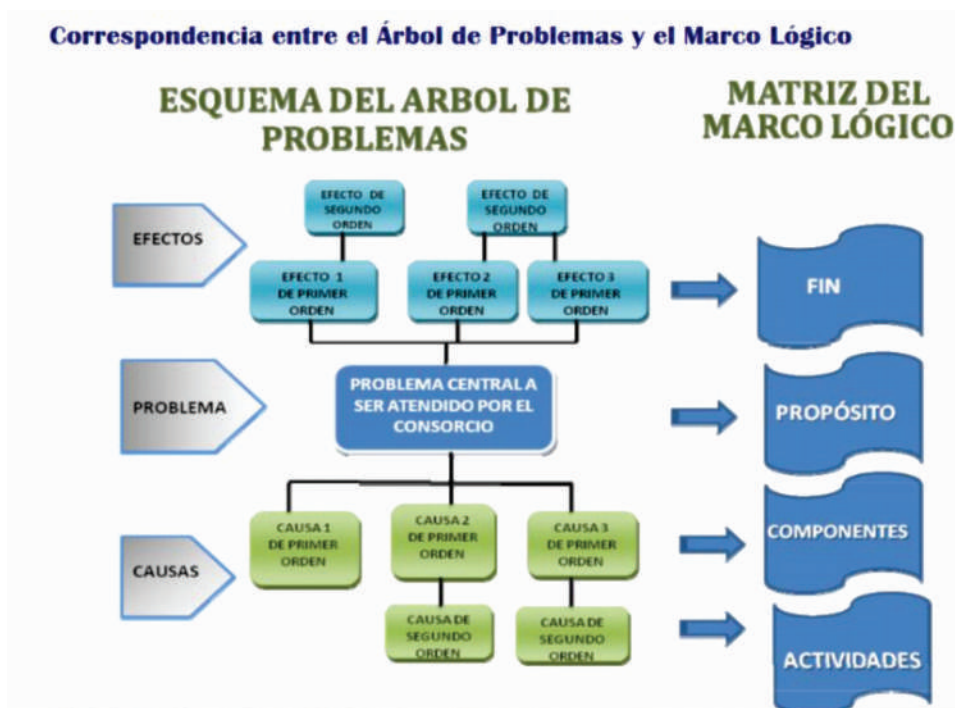 Correspondencia entre el Árbol de Problemas y el Marco Lógico
ESQUEMA DEL ARBOL DE
PROBLEMAS
MATRIZ DEL
MARCO LÓGICO
EFECTOS
EFECTO DE
SEGUNDO
ORDEN
EFECTO DE
SEGUNDO
ORDEN
EFECTO 1
DE PRIMER
ORDEN
EFECTO 2
DE PRIMER
ORDEN
EFECTO 3
DE PRIMER
ORDEN
FIN
PROBLEMA
PROBLEMA CENTRAL A
SER ATENDIDO POR EL
CONSORCIO
PROPÓSITO
CAUSAS
CAUSA 1
DE PRIMER
ORDEN
CAUSA 2
DE PRIMER
ORDEN
CAUSA 3
DE PRIMER
ORDEN
COMPONENTES
CAUSA DE
SEGUNDO
ORDEN
CAUSA DE
SEGUNDO
ORDEN
ACTIVIDADES